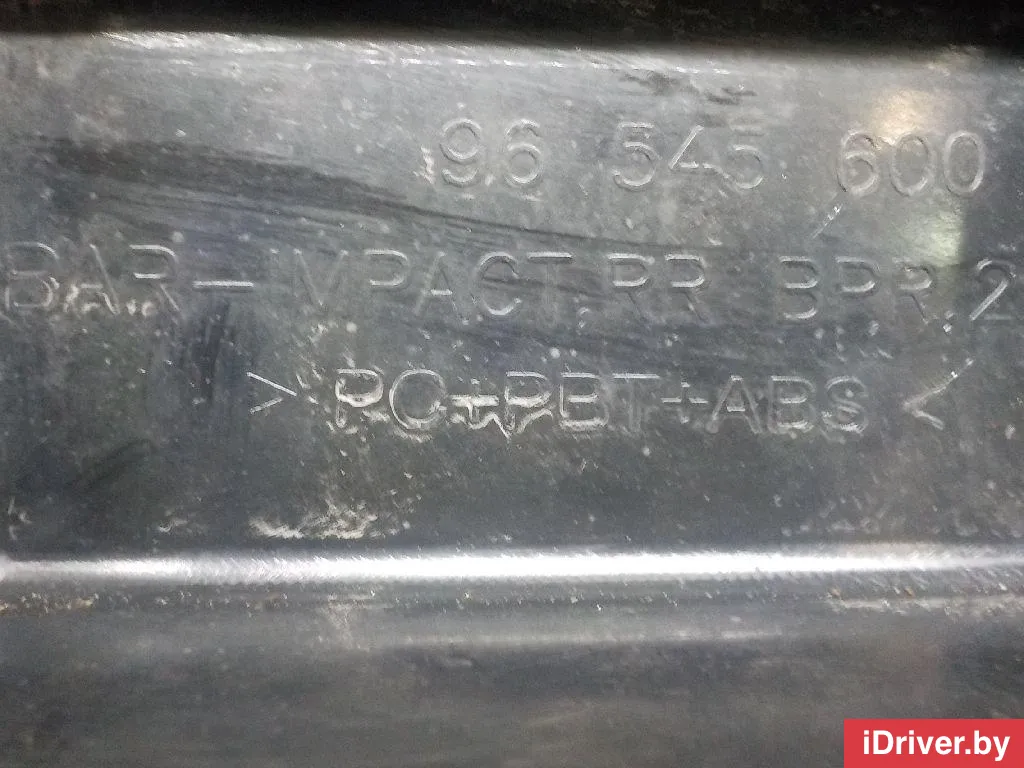 96 545 600
BAR-IMPACT,RR BPR.2
> PC+PBT+ABS <
iDriver.by